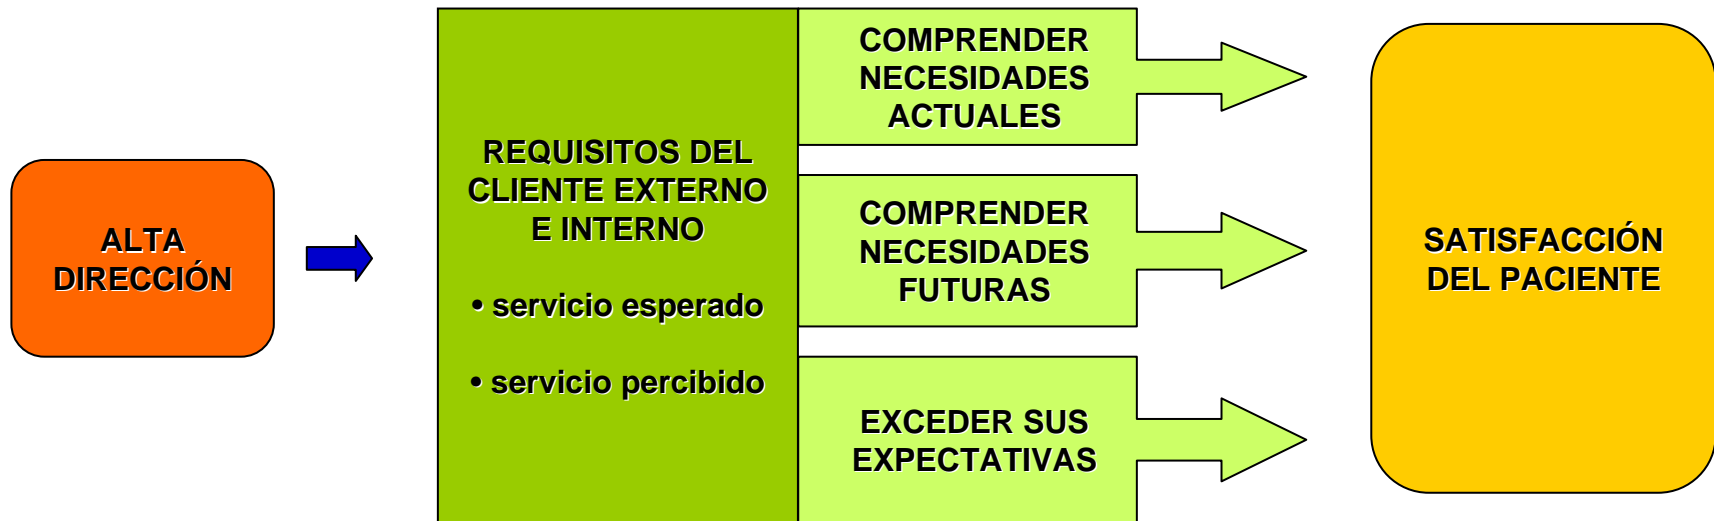 ALTA
DIRECCIÓN
REQUISITOS DEL
CLIENTE EXTERNO
E INTERNO
• servicio esperado
• servicio percibido
COMPRENDER
NECESIDADES
ACTUALES
COMPRENDER
NECESIDADES
FUTURAS
EXCEDER SUS
EXPECTATIVAS
SATISFACCIÓN
DEL PACIENTE